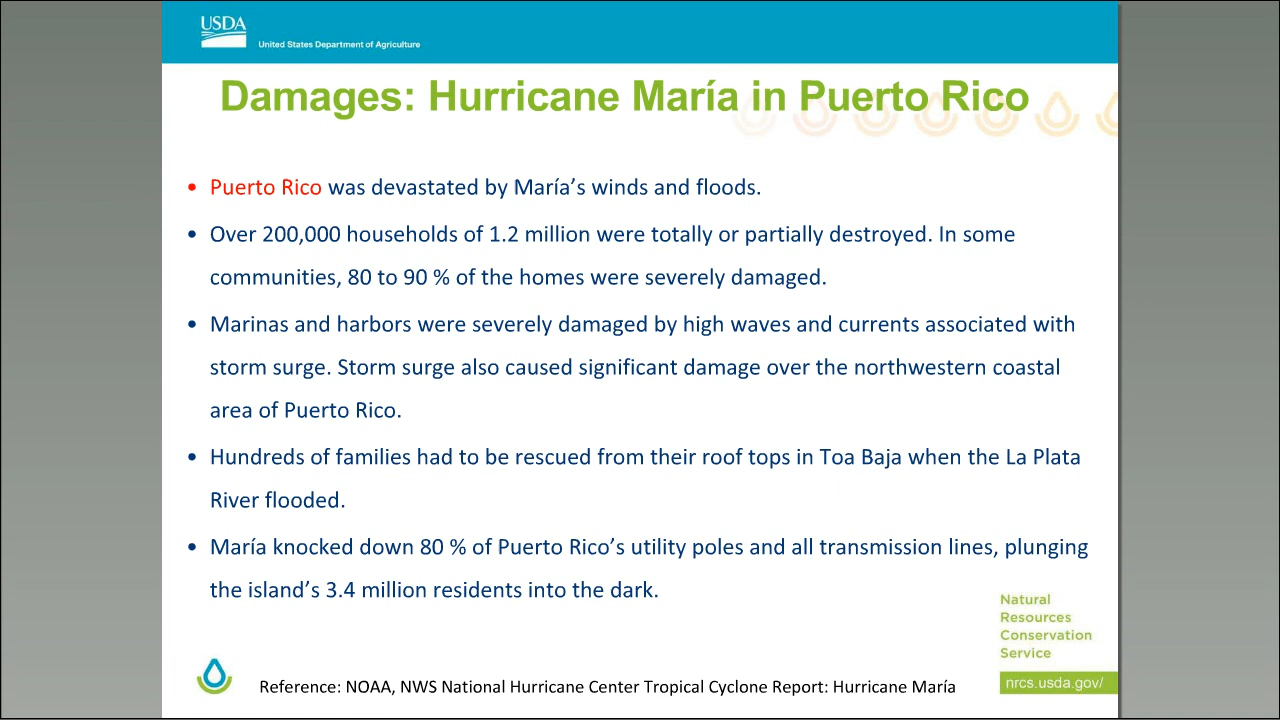 USDA
United States Department of Agriculture
Damages: Hurricane María in Puerto Rico
• Puerto Rico was devastated by María’s winds and floods.
• Over 200,000 households of 1.2 million were totally or partially destroyed. In some
communities, 80 to 90 % of the homes were severely damaged.
• Marinas and harbors were severely damaged by high waves and currents associated with
storm surge. Storm surge also caused significant damage over the northwestern coastal
area of Puerto Rico.
• Hundreds of families had to be rescued from their roof tops in Toa Baja when the La Plata
River flooded.
• María knocked down 80 % of Puerto Rico’s utility poles and all transmission lines, plunging
the island’s 3.4 million residents into the dark.
Natural
Resources
Conservation
Service
nrcs.usda.gov/
Reference: NOAA, NWS National Hurricane Center Tropical Cyclone Report: Hurricane María